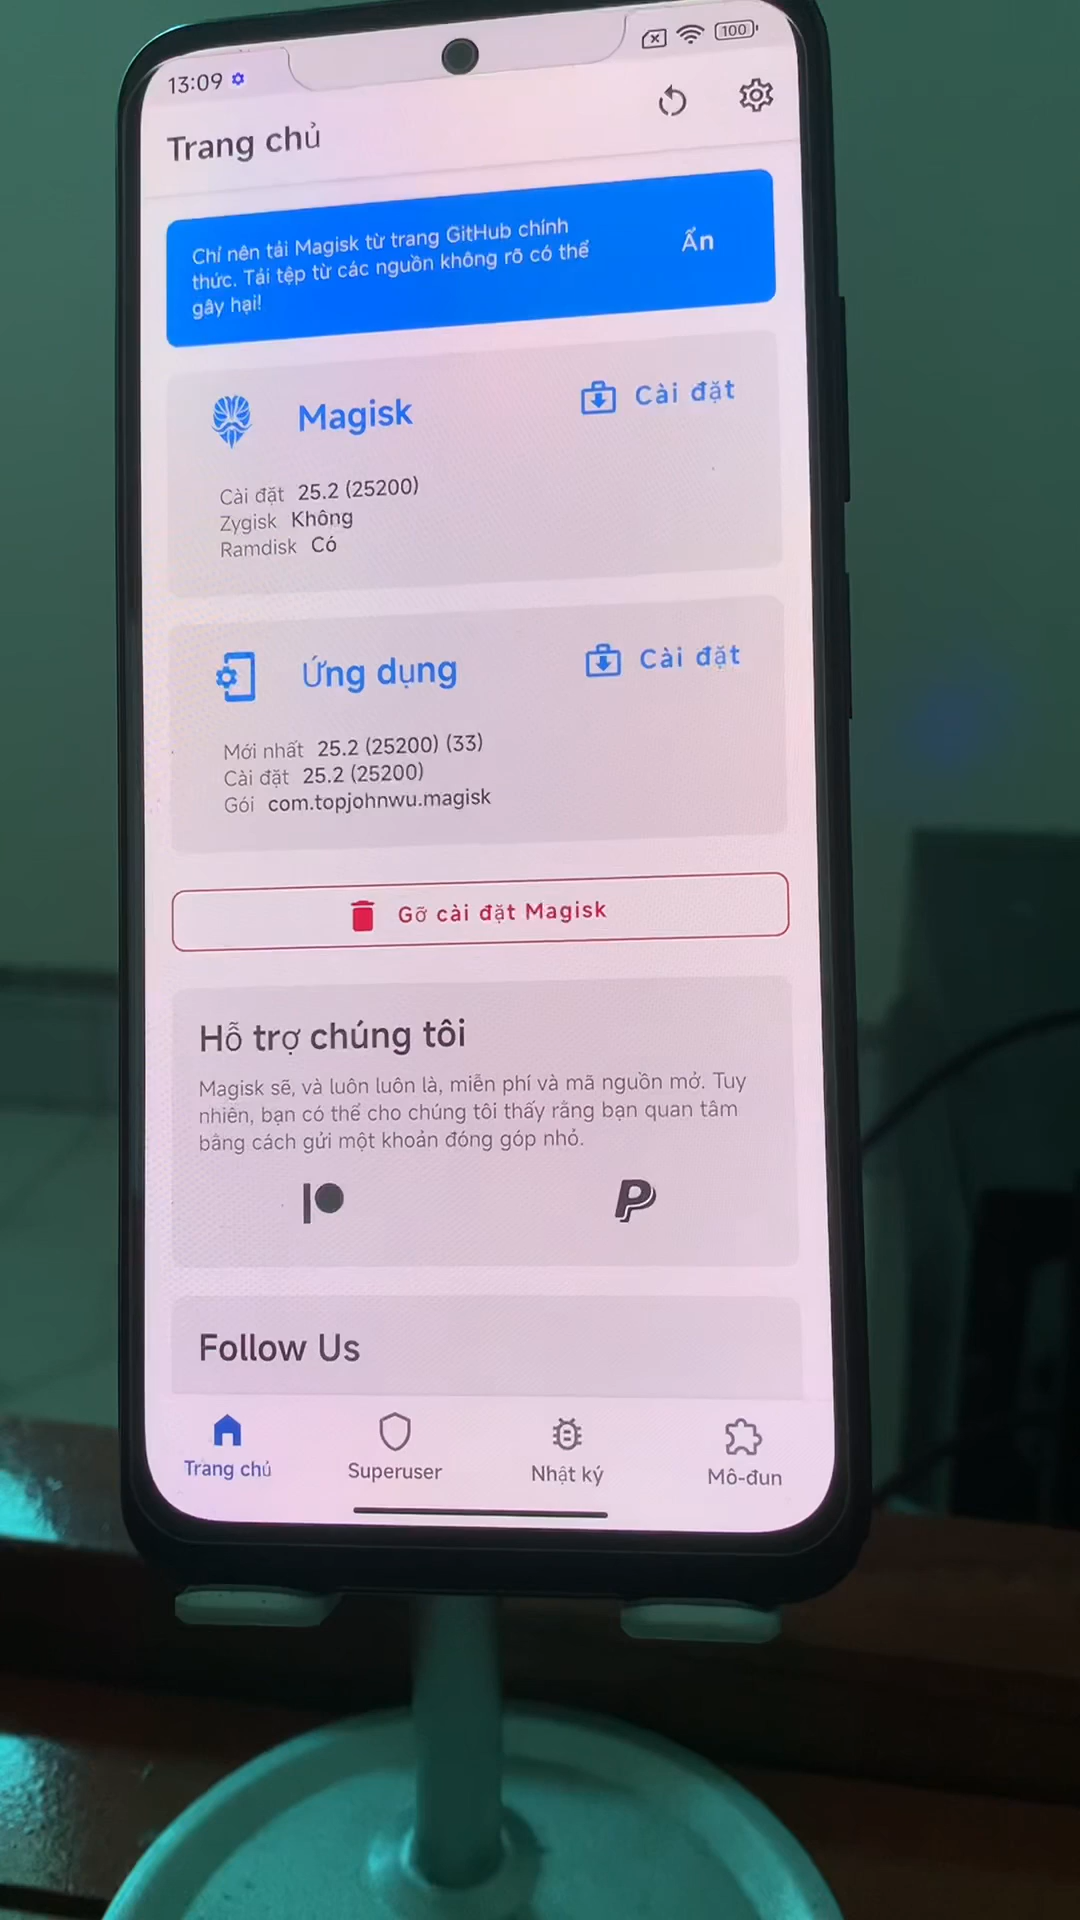 13:09
100
Trang chủ
Chỉ nên tải Magisk từ trang GitHub chính
thức. Tải tệp từ các nguồn không rõ có thể
gây hại!
Ẩn
Magisk
Cài đặt
Cài đặt 25.2 (25200)
Zygisk Không
Ramdisk Có
Ứng dụng
Cài đặt
Mới nhất 25.2 (25200) (33)
Cài đặt 25.2 (25200)
Gói com.topjohnwu.magisk
Gỡ cài đặt Magisk
Hỗ trợ chúng tôi
Magisk sẽ, và luôn luôn là, miễn phí và mã nguồn mở. Tuy
nhiên, bạn có thể cho chúng tôi thấy rằng bạn quan tâm
bằng cách gửi một khoản đóng góp nhỏ.
Follow Us
Trang chủ
Superuser
Nhật ký
Mô-đun